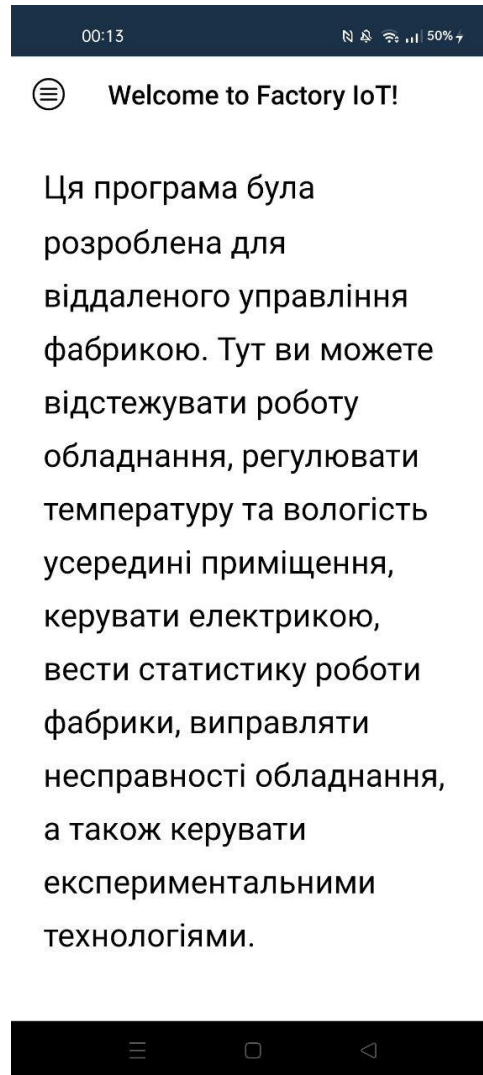 00:13 50%
Welcome to Factory IoT!
Ця програма була
розроблена для
віддаленого управління
фабрикою. Тут ви можете
відстежувати роботу
обладнання, регулювати
температуру та вологість
усередині приміщення,
керувати електрикою,
вести статистику роботи
фабрики, виправляти
несправності обладнання,
а також керувати
експериментальними
технологіями.